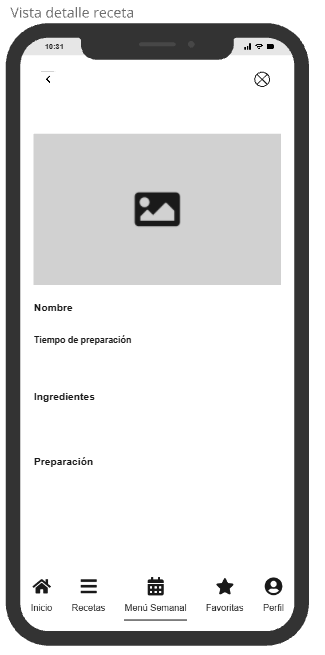 Vista detalle receta
10:31
Nombre
Tiempo de preparación
Ingredientes
Preparación
Inicio Recetas Menú Semanal Favoritas Perfil